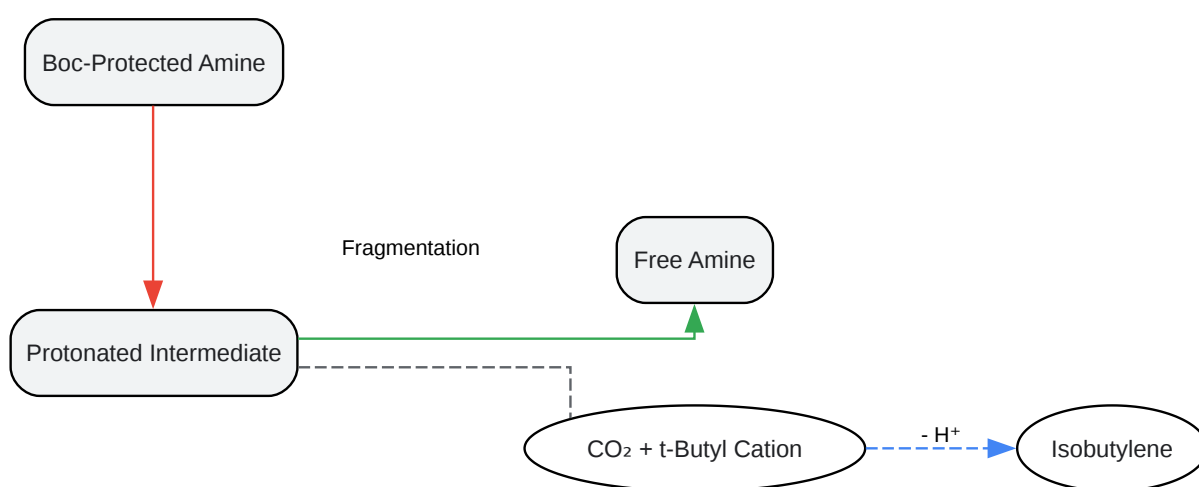 Boc-Protected Amine
Fragmentation
Free Amine
Protonated Intermediate
- H⁺
CO₂ + t-Butyl Cation
Isobutylene